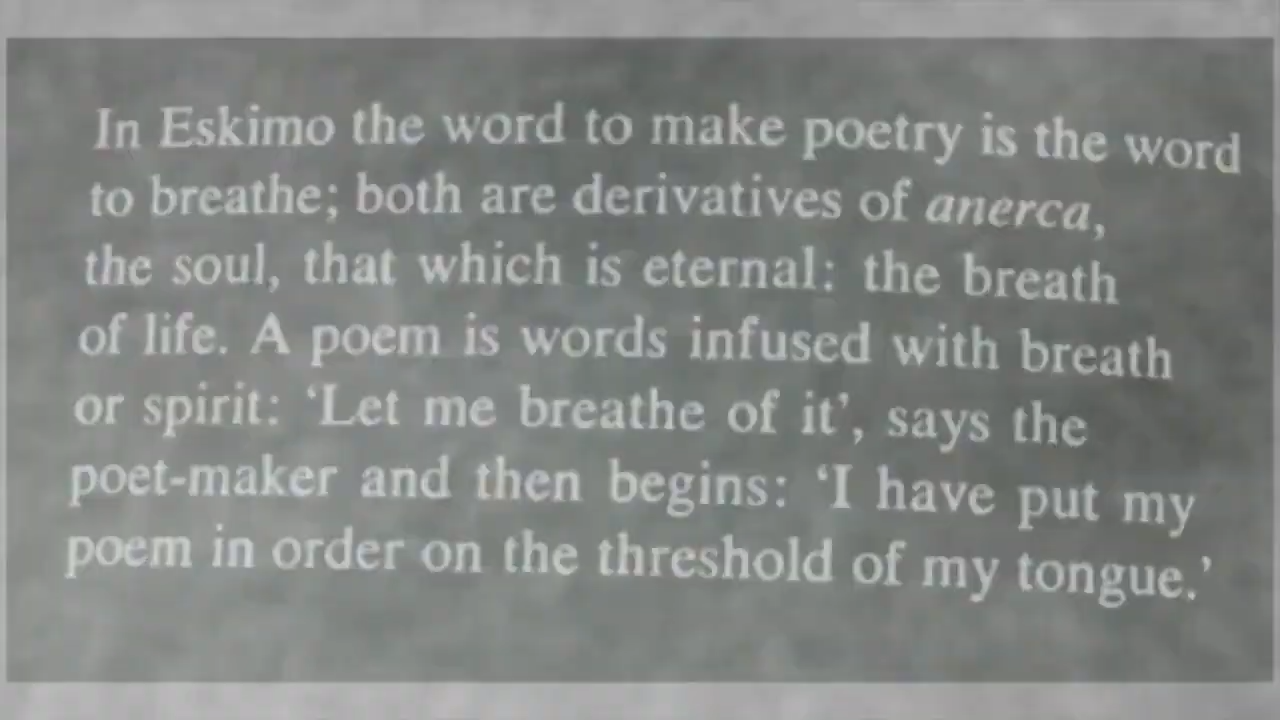 In Eskimo the word to make poetry is the word
to breathe; both are derivatives of anerca,
the soul, that which is eternal: the breath
of life. A poem is words infused with breath
or spirit: ‘Let me breathe of it’, says the
poet-maker and then begins: ‘I have put my
poem in order on the threshold of my tongue.’